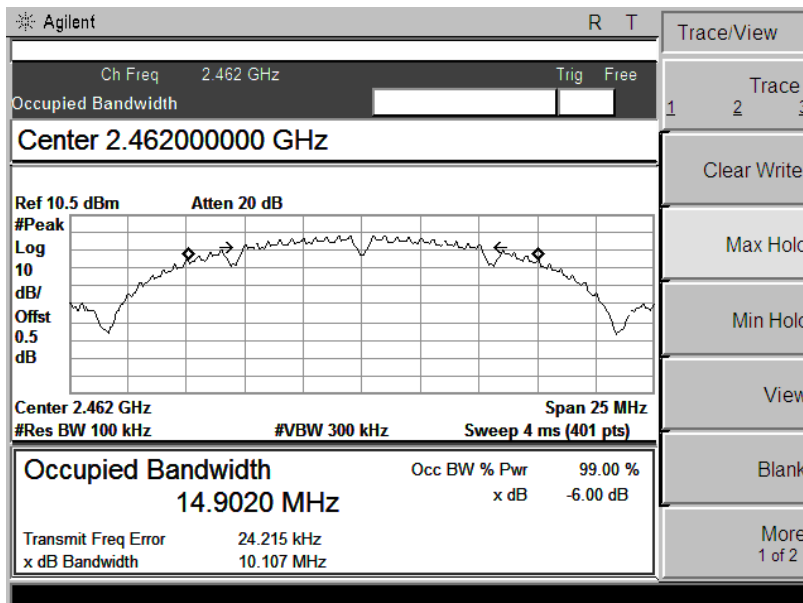 Agilent R T
Trace/View
Ch Freq 2.462 GHz Trig Free
Occupied Bandwidth
Center 2.462000000 GHz
Ref 10.5 dBm Atten 20 dB
#Peak
Log
10
dB/
Offst
0.5
dB
Center 2.462 GHz Span 25 MHz
#Res BW 100 kHz #VBW 300 kHz Sweep 4 ms (401 pts)
Occupied Bandwidth Occ BW % Pwr 99.00 %
14.9020 MHz x dB -6.00 dB
Transmit Freq Error 24.215 kHz
x dB Bandwidth 10.107 MHz
Trace
1 2 3
Clear Write
Max Hold
Min Hold
View
Blank
More
1 of 2